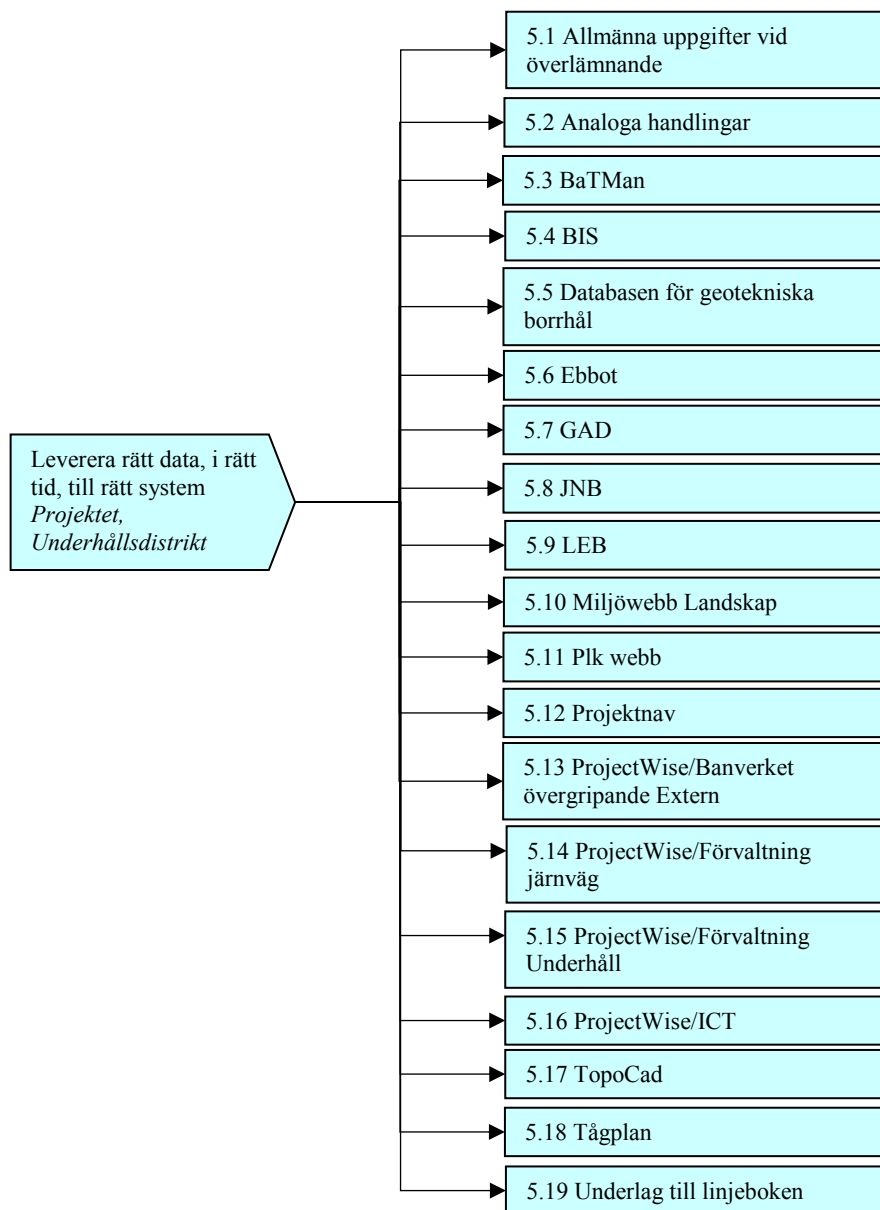 5.1 Allmänna uppgifter vid
överlämnande
5.2 Analoga handlingar
5.3 BaTMan
5.4 BIS
5.5 Databasen för geotekniska
borrhål
5.6 Ebbot
Leverera rätt data, i rätt
tid, till rätt system
Projektet,
Underhållsdistrikt
5.7 GAD
5.8 JNB
5.9 LEB
5.10 Miljöwebb Landskap
5.11 Plk webb
5.12 Projektnav
5.13 ProjectWise/Banverket
övergripande Extern
5.14 ProjectWise/Förvaltning
järnväg
5.15 ProjectWise/Förvaltning
Underhåll
5.16 ProjectWise/ICT
5.17 TopoCad
5.18 Tågplan
5.19 Underlag till linjeboken